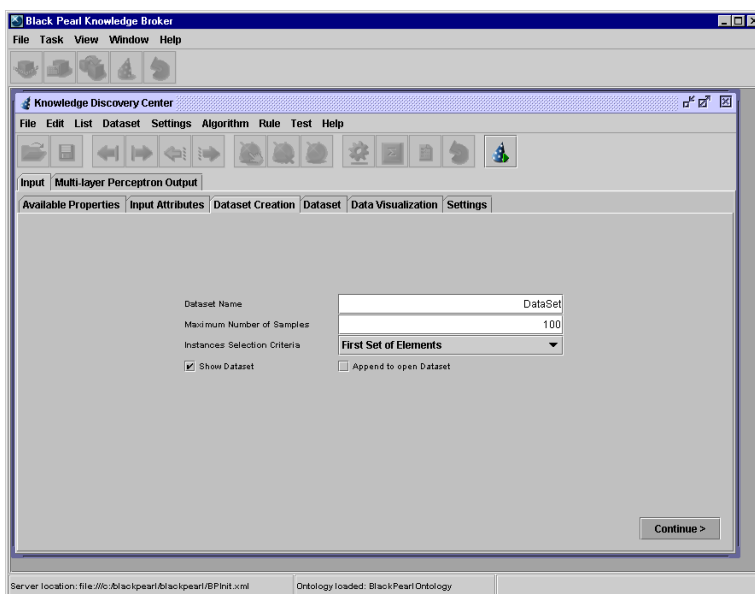 Black Pearl Knowledge Broker
File Task View Window Help
Knowledge Discovery Center
File Edit List Dataset Settings Algorithm Rule Test Help
Input Multi-layer Perceptron Output
Available Properties Input Attributes Dataset Creation Dataset Data Visualization Settings
Dataset Name DataSet
Maximum Number of Samples 100
Instances Selection Criteria First Set of Elements
Show Dataset Append to open Dataset
Continue >
Server location: file:///c:/blackpearl/blackpearl/BPInit.xml Ontology loaded: BlackPearlOntology